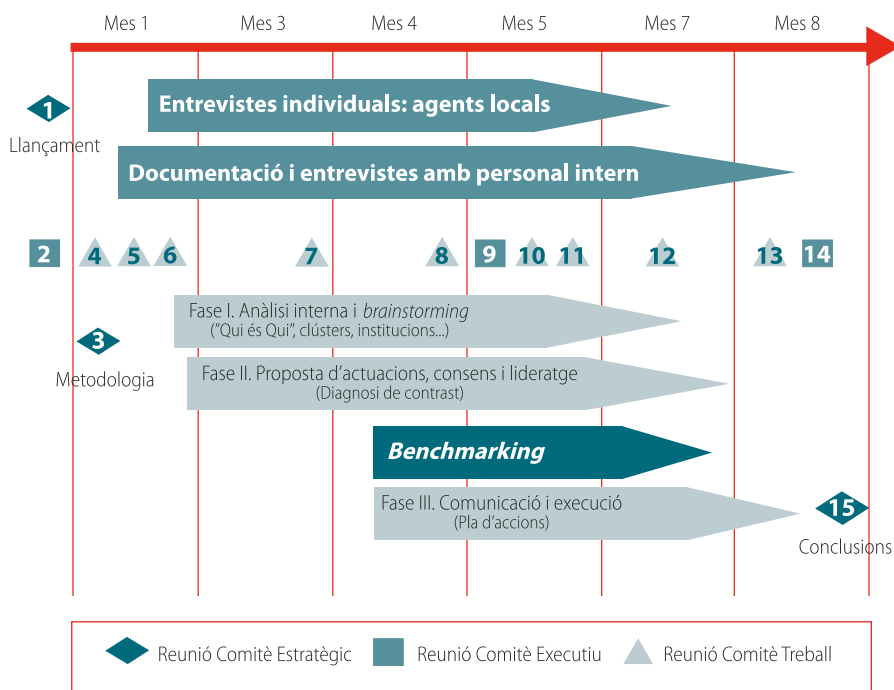 Mes 1 Mes 3 Mes 4 Mes 5 Mes 7 Mes 8
Entrevistes individuals: agents locals
1
Llançament
Documentació i entrevistes amb personal intern
2 4 5 6 7 8 9 10 11 12 13 14
Fase I. Anàlisi interna i brainstorming
("Qui és Qui", clústers, institucions...)
3
Metodologia
Fase II. Proposta d'actuacions, consens i lideratge
(Diagnosi de contrast)
Benchmarking
Fase III. Comunicació i execució
(Pla d'accions)
15
Conclusions
Reunió Comitè Estratègic Reunió Comitè Executiu Reunió Comitè Treball